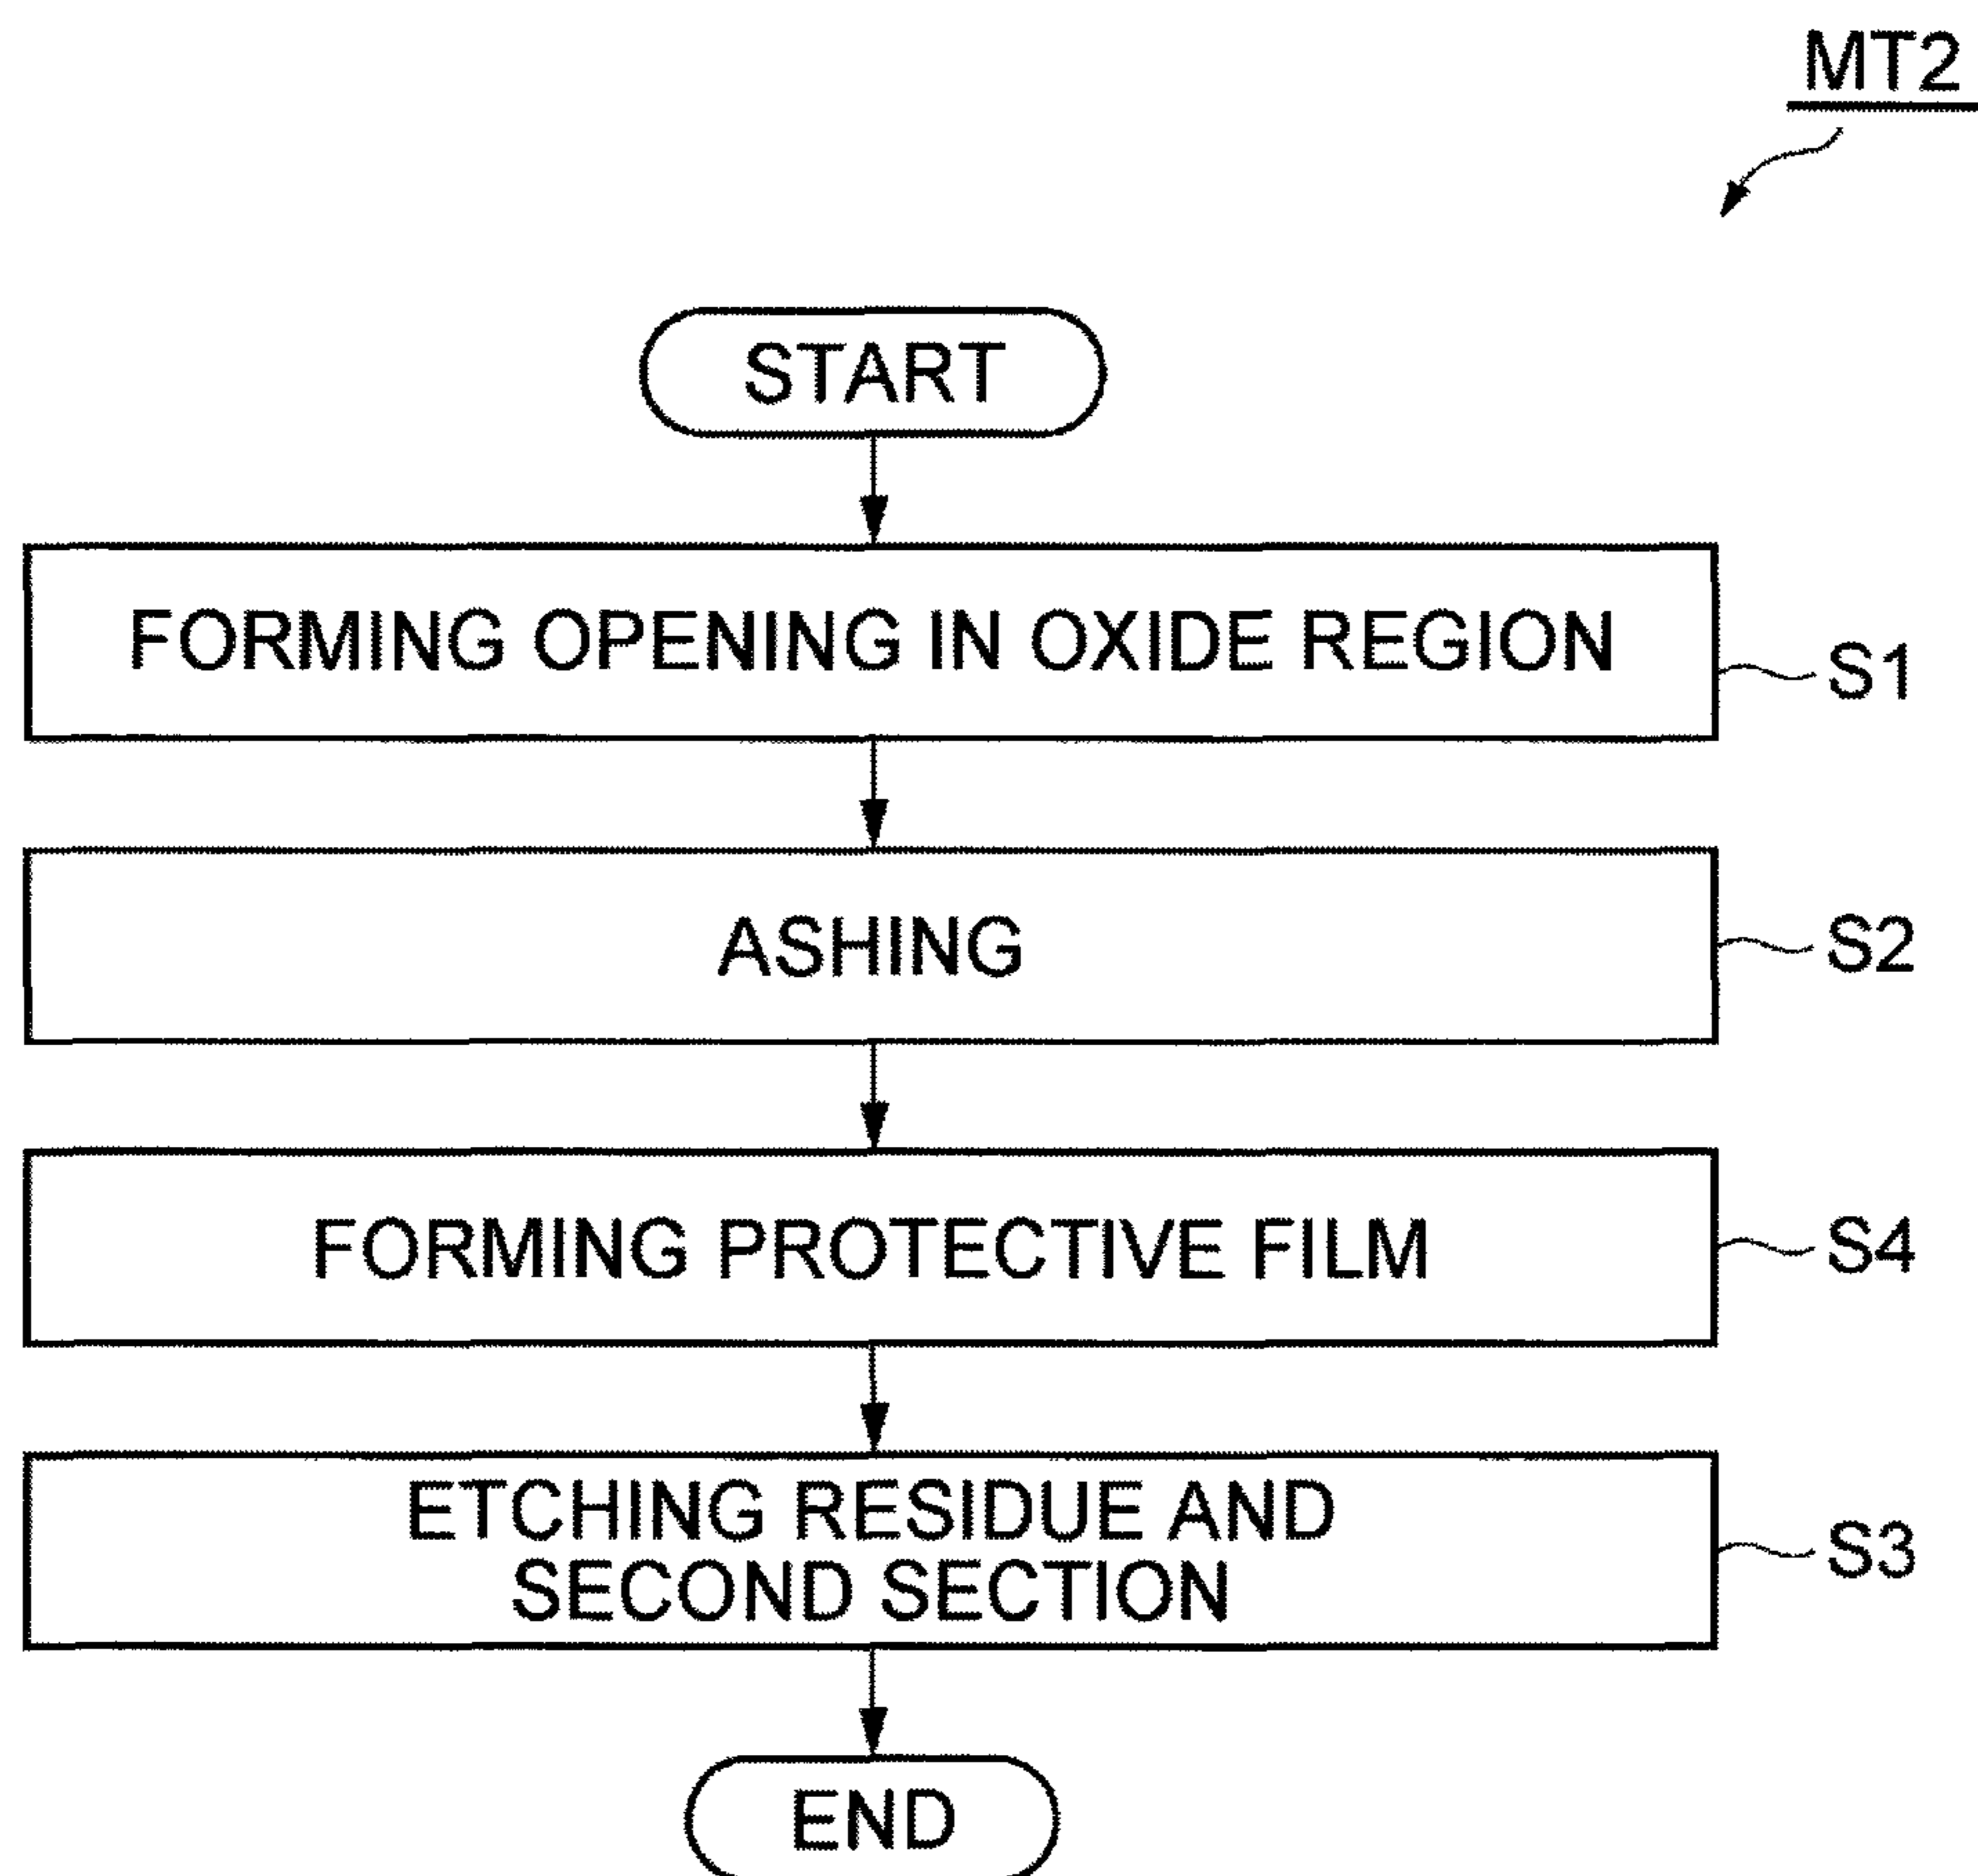 MT2
START
FORMING OPENING IN OXIDE REGION
S1
ASHING
S2
FORMING PROTECTIVE FILM
S4
ETCHING RESIDUE AND
SECOND SECTION
S3
END